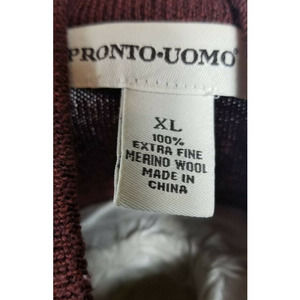 PRONTO•UOMO®
XL
100%
EXTRA FINE
MERINO WOOL
MADE IN
CHINA